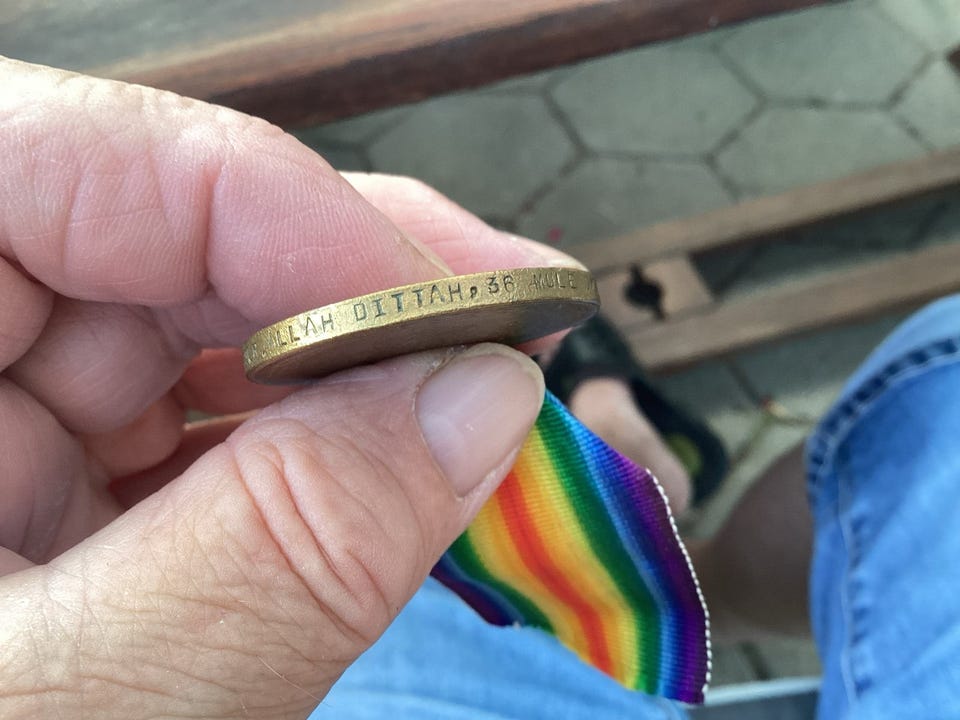 ALLAH DITTAH, 36 MULE